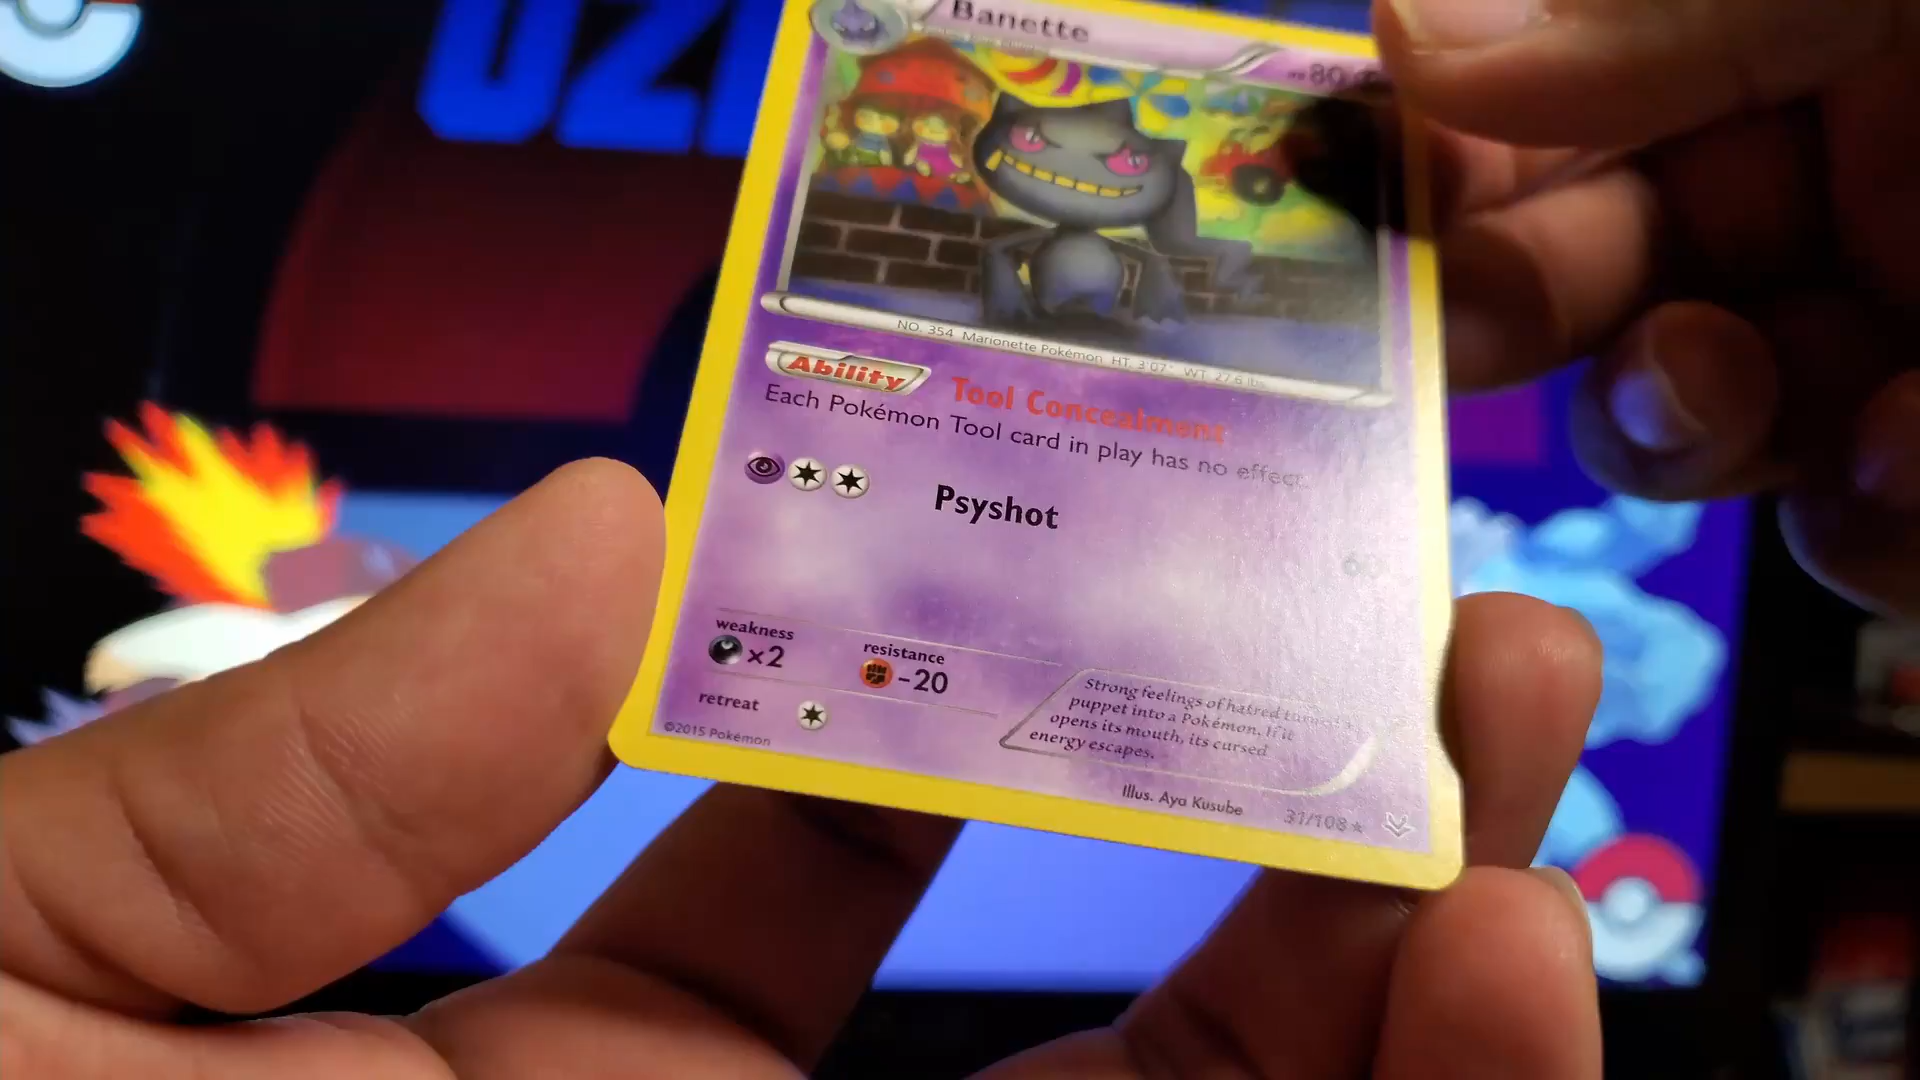 Banette
HP80
NO. 354 Marionette Pokémon HT. 3'07" WT. 27.6 lbs.
Ability Tool Concealment
Each Pokémon Tool card in play has no effect.
Psyshot
60
weakness
×2
resistance
-20
retreat
Strong feelings of hatred turned a
puppet into a Pokémon. If it
opens its mouth, its cursed
energy escapes.
©2015 Pokémon
Illus. Aya Kusube
31/108